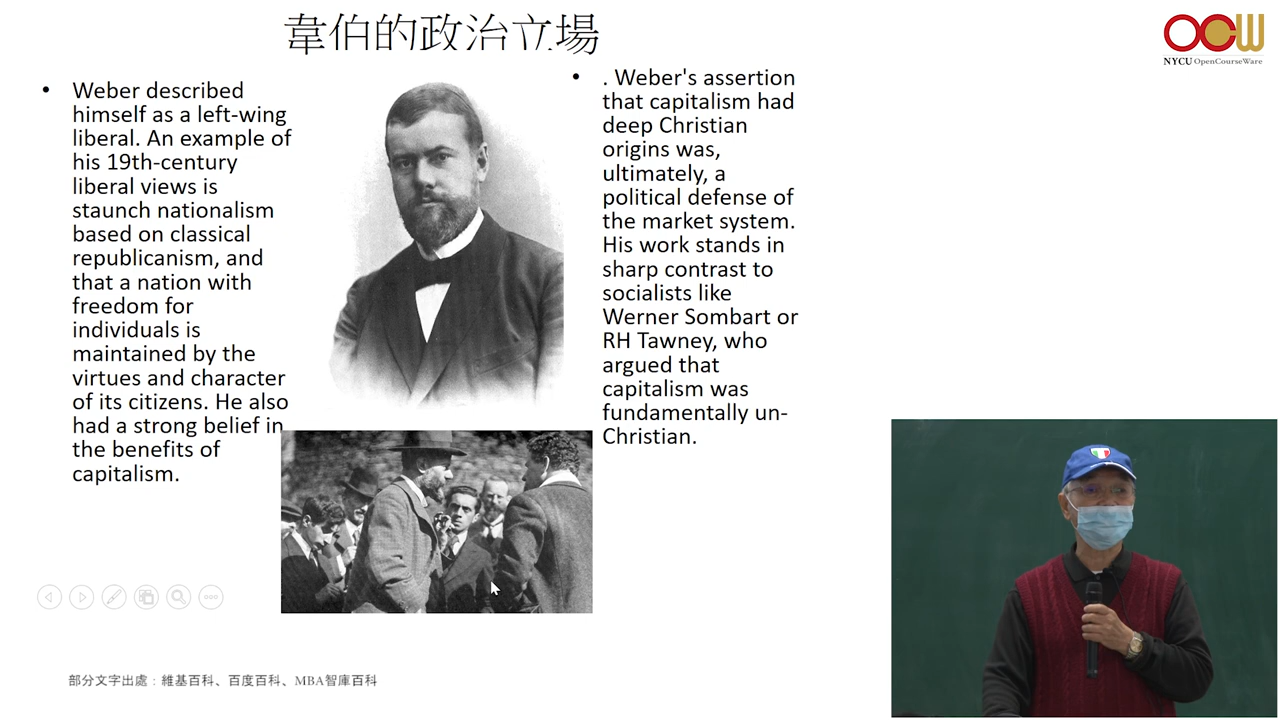 韋伯的政治立場
OCW
NYCU OpenCourseWare
• Weber described
himself as a left-wing
liberal. An example of
his 19th-century
liberal views is
staunch nationalism
based on classical
republicanism, and
that a nation with
freedom for
individuals is
maintained by the
virtues and character
of its citizens. He also
had a strong belief in
the benefits of
capitalism.
• . Weber's assertion
that capitalism had
deep Christian
origins was,
ultimately, a
political defense of
the market system.
His work stands in
sharp contrast to
socialists like
Werner Sombart or
RH Tawney, who
argued that
capitalism was
fundamentally un-
Christian.
部分文字出處：維基百科、百度百科、MBA智庫百科